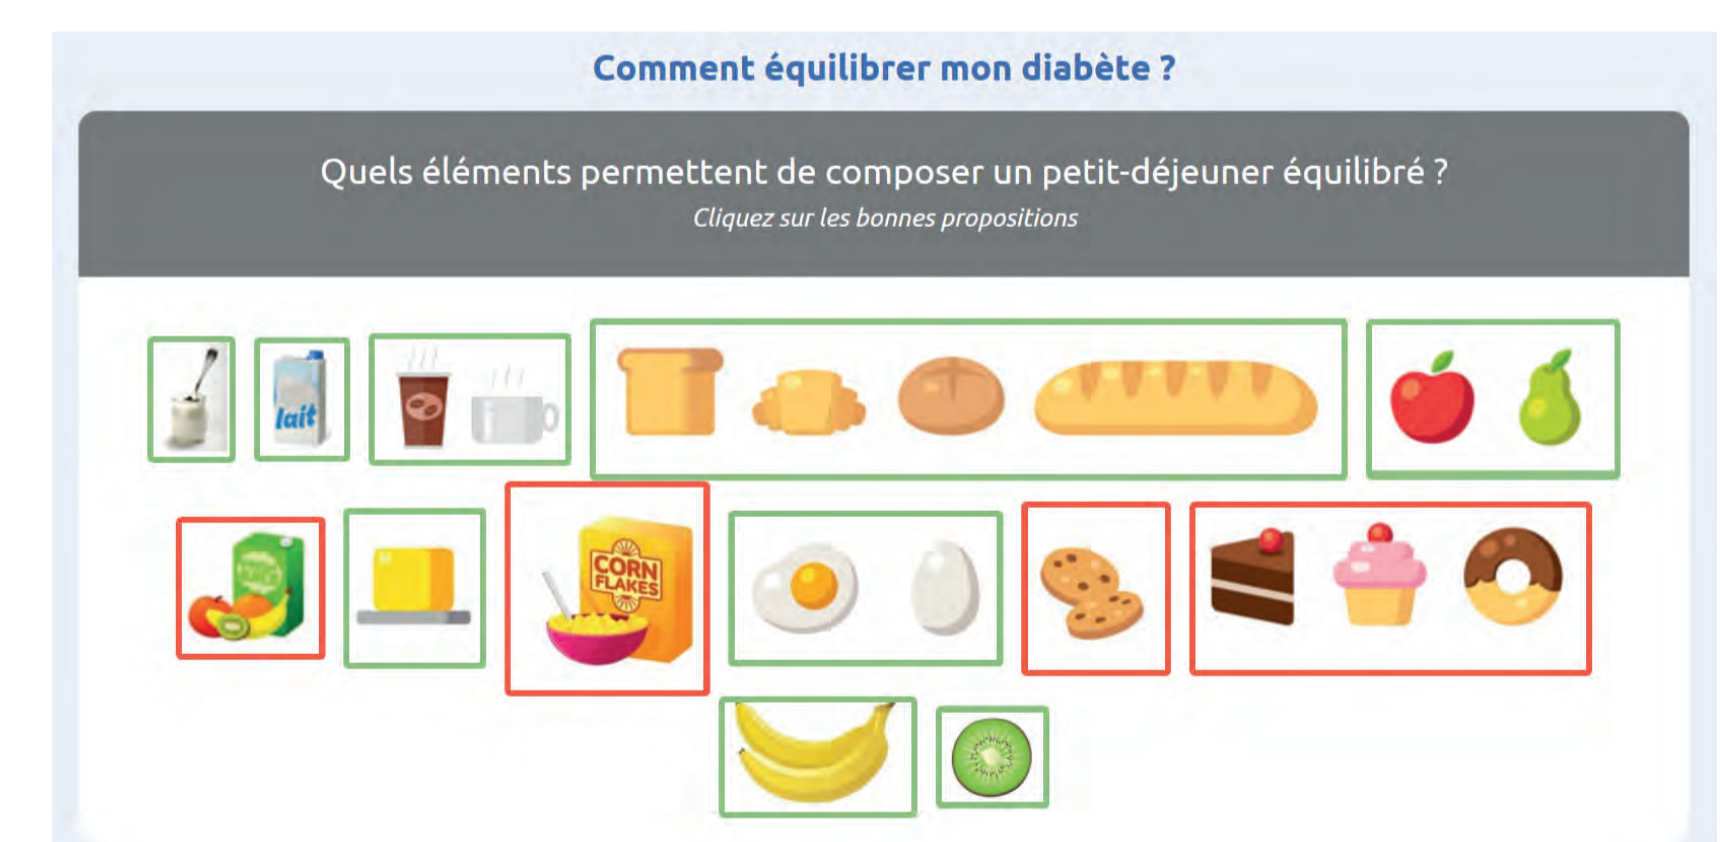 Comment équilibrer mon diabète ?
Quels éléments permettent de composer un petit-déjeuner équilibré ?
Cliquez sur les bonnes propositions
lait
CORN
FLAKES